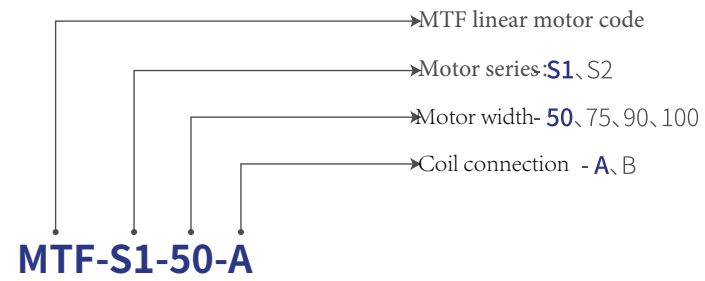 MTF linear motor code
Motor series:S1、S2
Motor width- 50、75、90、100
Coil connection - A、B
MTF-S1-50-A